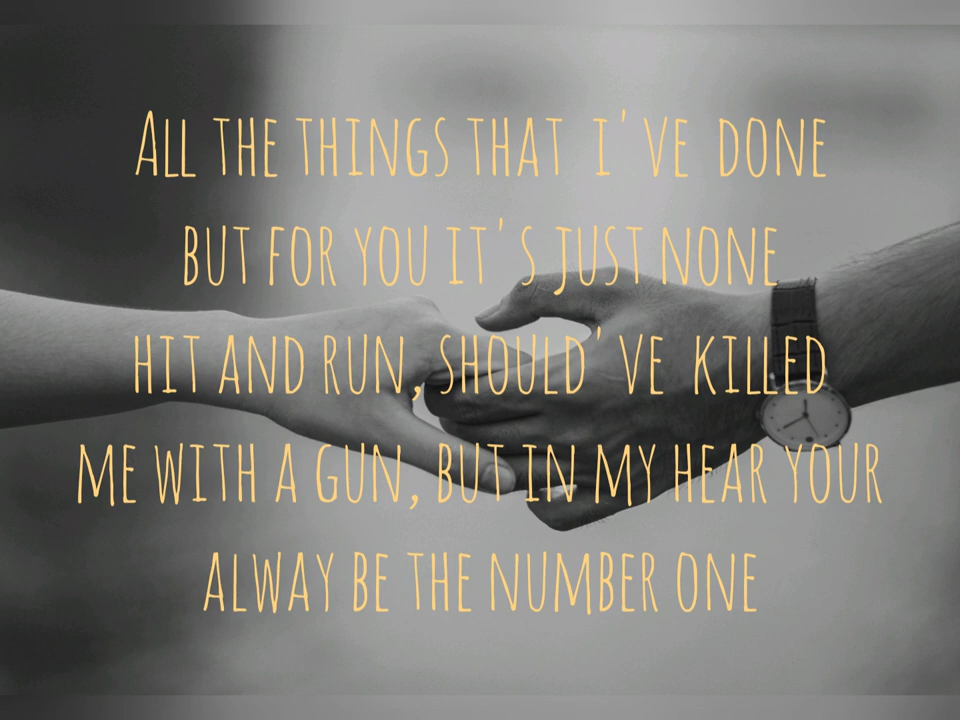 All the things that i've done
but for you it's just none
hit and run, should've killed
me with a gun, but in my hear your
alway be the number one